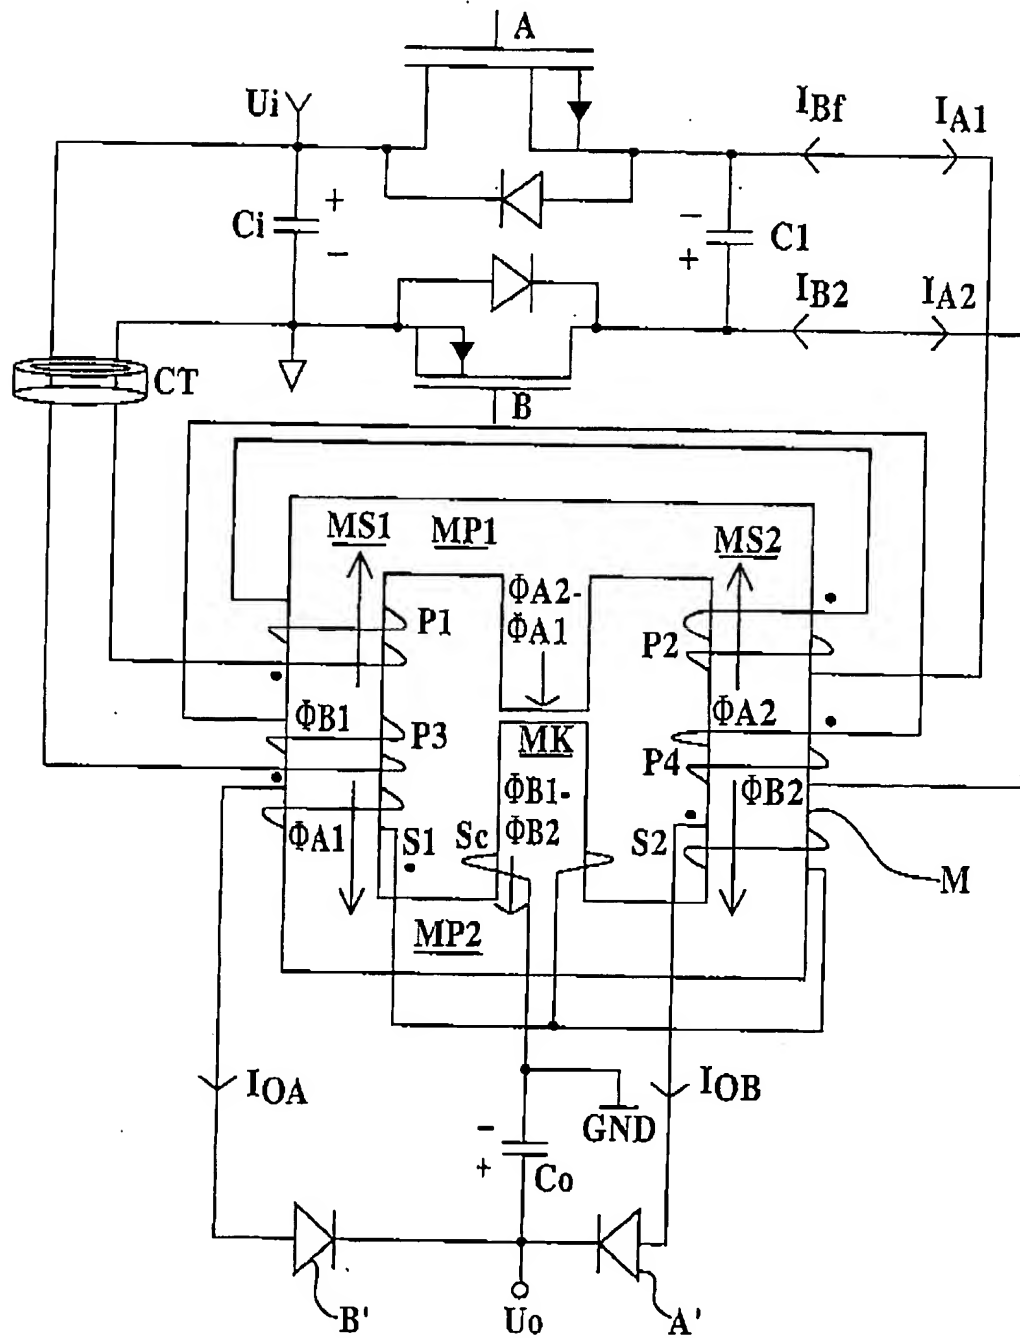 A
Ui
IBf IA1
+
Ci
−
−
C1
+
IB2 IA2
CT
B
MS1 MP1 MS2
ΦA2-
ΦA1
P1 P2
ΦB1 ΦA2
P3 MK P4
ΦB1-
ΦB2
ΦB2
ΦA1 S1 Sc S2
M
MP2
IOA IOB
GND
−
+
Co
B' Uo A'